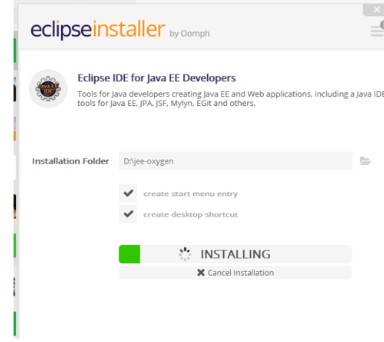 eclipseinstaller by Oomph
Eclipse IDE for Java EE Developers
Tools for Java developers creating Java EE and Web applications, including a Java IDE
tools for Java EE, JPA, JSF, Mylyn, EGit and others.
Installation Folder D:\jee-oxygen
create start menu entry
create desktop shortcut
INSTALLING
Cancel Installation